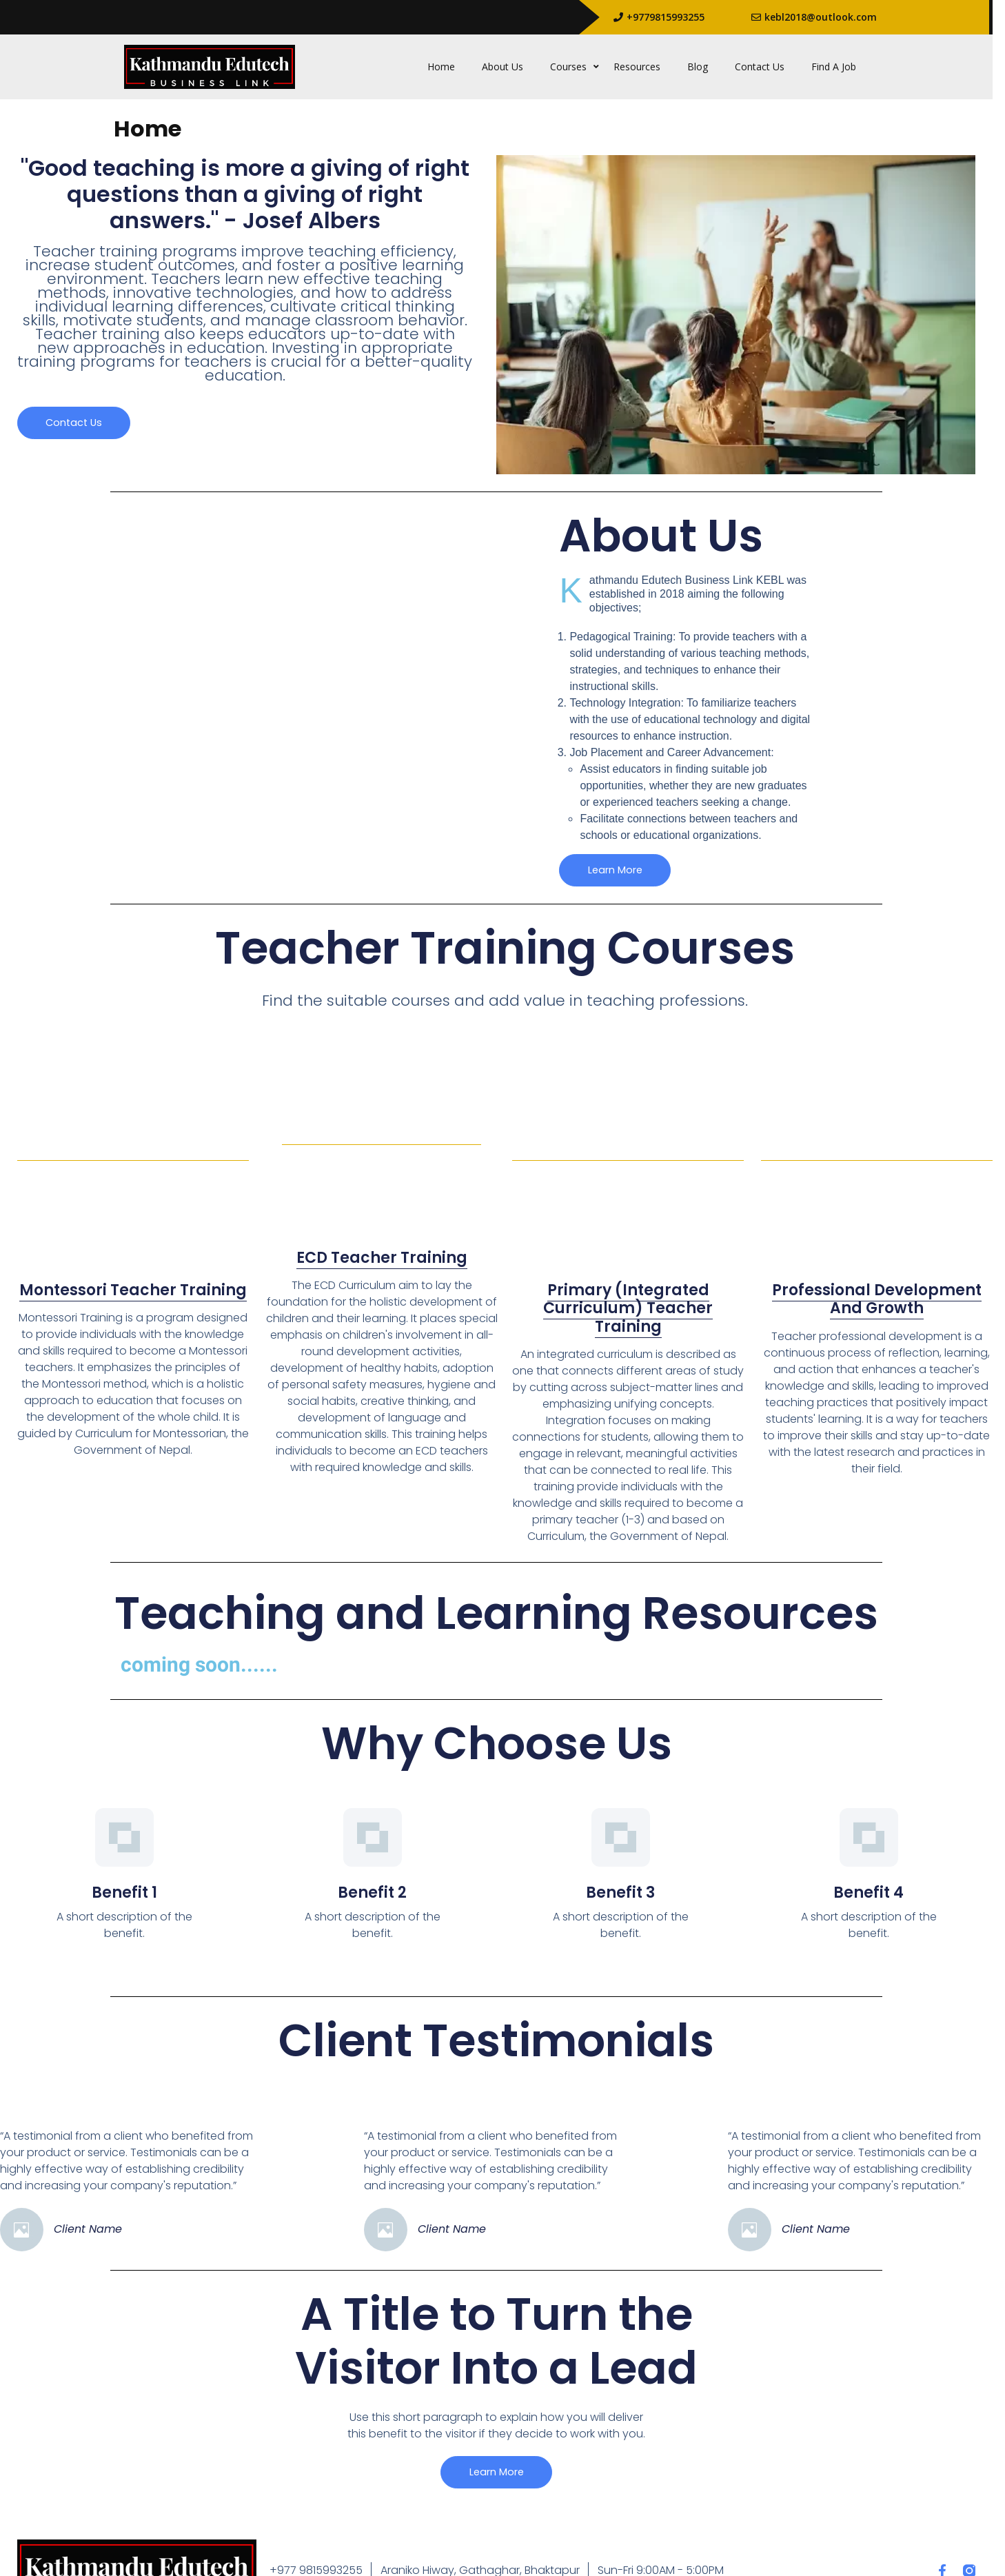 +9779815993255
kebl2018@outlook.com
Kathmandu Edutech
BUSINESS LINK
Home
About Us
Courses
Resources
Blog
Contact Us
Find A Job
Home
"Good teaching is more a giving of right
questions than a giving of right
answers." - Josef Albers
Teacher training programs improve teaching efficiency,
increase student outcomes, and foster a positive learning
environment. Teachers learn new effective teaching
methods, innovative technologies, and how to address
individual learning differences, cultivate critical thinking
skills, motivate students, and manage classroom behavior.
Teacher training also keeps educators up-to-date with
new approaches in education. Investing in appropriate
training programs for teachers is crucial for a better-quality
education.
Contact Us
About Us
Kathmandu Edutech Business Link KEBL was
established in 2018 aiming the following
objectives;
1. Pedagogical Training: To provide teachers with a
solid understanding of various teaching methods,
strategies, and techniques to enhance their
instructional skills.
2. Technology Integration: To familiarize teachers
with the use of educational technology and digital
resources to enhance instruction.
3. Job Placement and Career Advancement:
Assist educators in finding suitable job
opportunities, whether they are new graduates
or experienced teachers seeking a change.
Facilitate connections between teachers and
schools or educational organizations.
Learn More
Teacher Training Courses
Find the suitable courses and add value in teaching professions.
Montessori Teacher Training
Montessori Training is a program designed
to provide individuals with the knowledge
and skills required to become a Montessori
teachers. It emphasizes the principles of
the Montessori method, which is a holistic
approach to education that focuses on
the development of the whole child. It is
guided by Curriculum for Montessorian, the
Government of Nepal.
ECD Teacher Training
The ECD Curriculum aim to lay the
foundation for the holistic development of
children and their learning. It places special
emphasis on children's involvement in all-
round development activities,
development of healthy habits, adoption
of personal safety measures, hygiene and
social habits, creative thinking, and
development of language and
communication skills. This training helps
individuals to become an ECD teachers
with required knowledge and skills.
Primary (Integrated
Curriculum) Teacher
Training
An integrated curriculum is described as
one that connects different areas of study
by cutting across subject-matter lines and
emphasizing unifying concepts.
Integration focuses on making
connections for students, allowing them to
engage in relevant, meaningful activities
that can be connected to real life. This
training provide individuals with the
knowledge and skills required to become a
primary teacher (1-3) and based on
Curriculum, the Government of Nepal.
Professional Development
And Growth
Teacher professional development is a
continuous process of reflection, learning,
and action that enhances a teacher's
knowledge and skills, leading to improved
teaching practices that positively impact
students' learning. It is a way for teachers
to improve their skills and stay up-to-date
with the latest research and practices in
their field.
Teaching and Learning Resources
coming soon......
Why Choose Us
Benefit 1
A short description of the
benefit.
Benefit 2
A short description of the
benefit.
Benefit 3
A short description of the
benefit.
Benefit 4
A short description of the
benefit.
Client Testimonials
“A testimonial from a client who benefited from
your product or service. Testimonials can be a
highly effective way of establishing credibility
and increasing your company's reputation.”
Client Name
“A testimonial from a client who benefited from
your product or service. Testimonials can be a
highly effective way of establishing credibility
and increasing your company's reputation.”
Client Name
“A testimonial from a client who benefited from
your product or service. Testimonials can be a
highly effective way of establishing credibility
and increasing your company's reputation.”
Client Name
A Title to Turn the
Visitor Into a Lead
Use this short paragraph to explain how you will deliver
this benefit to the visitor if they decide to work with you.
Learn More
Kathmandu Edutech
+977 9815993255
Araniko Hiway, Gathaghar, Bhaktapur
Sun-Fri 9:00AM - 5:00PM